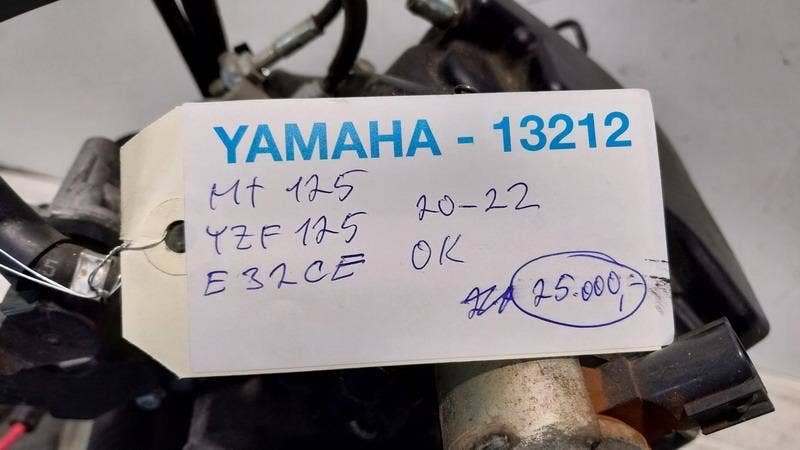 YAMAHA - 13212
MT 125
YZF 125 20-22
E32CE OK
25.000,-